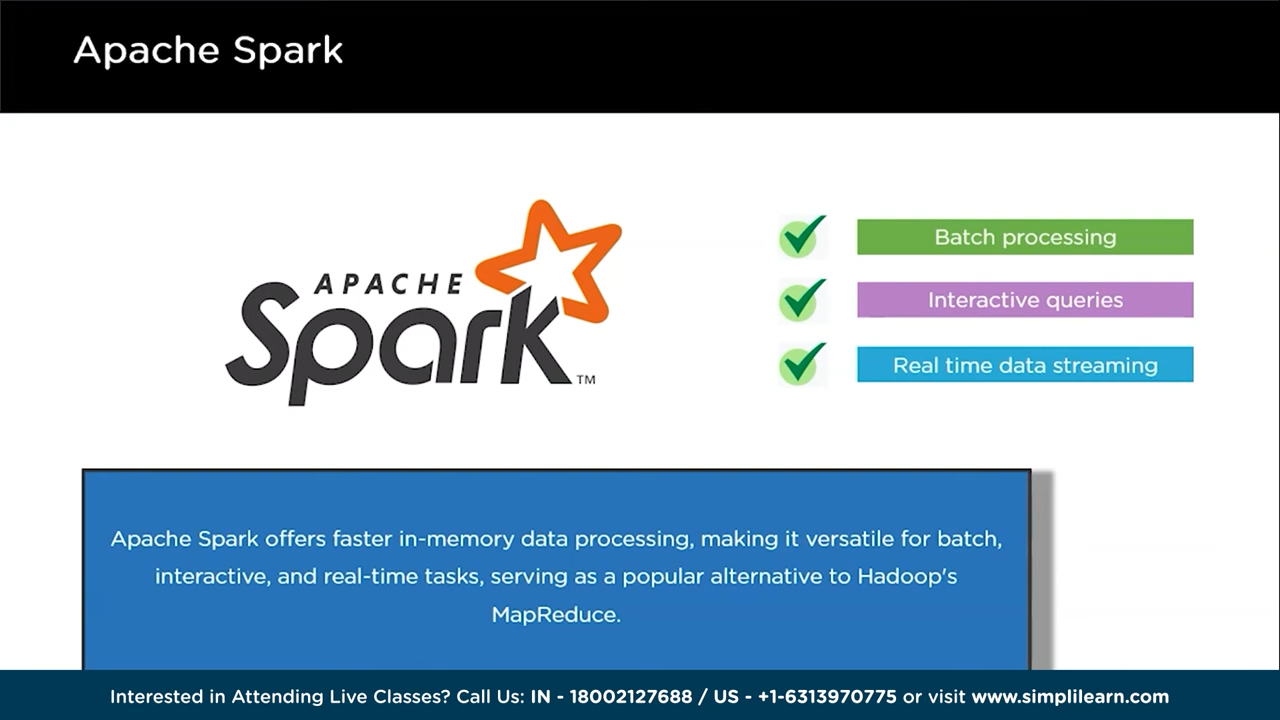 Apache Spark
APACHE
Spark™
Batch processing
Interactive queries
Real time data streaming
Apache Spark offers faster in-memory data processing, making it versatile for batch,
interactive, and real-time tasks, serving as a popular alternative to Hadoop's
MapReduce.
Interested in Attending Live Classes? Call Us: IN - 18002127688 / US - +1-6313970775 or visit www.simplilearn.com